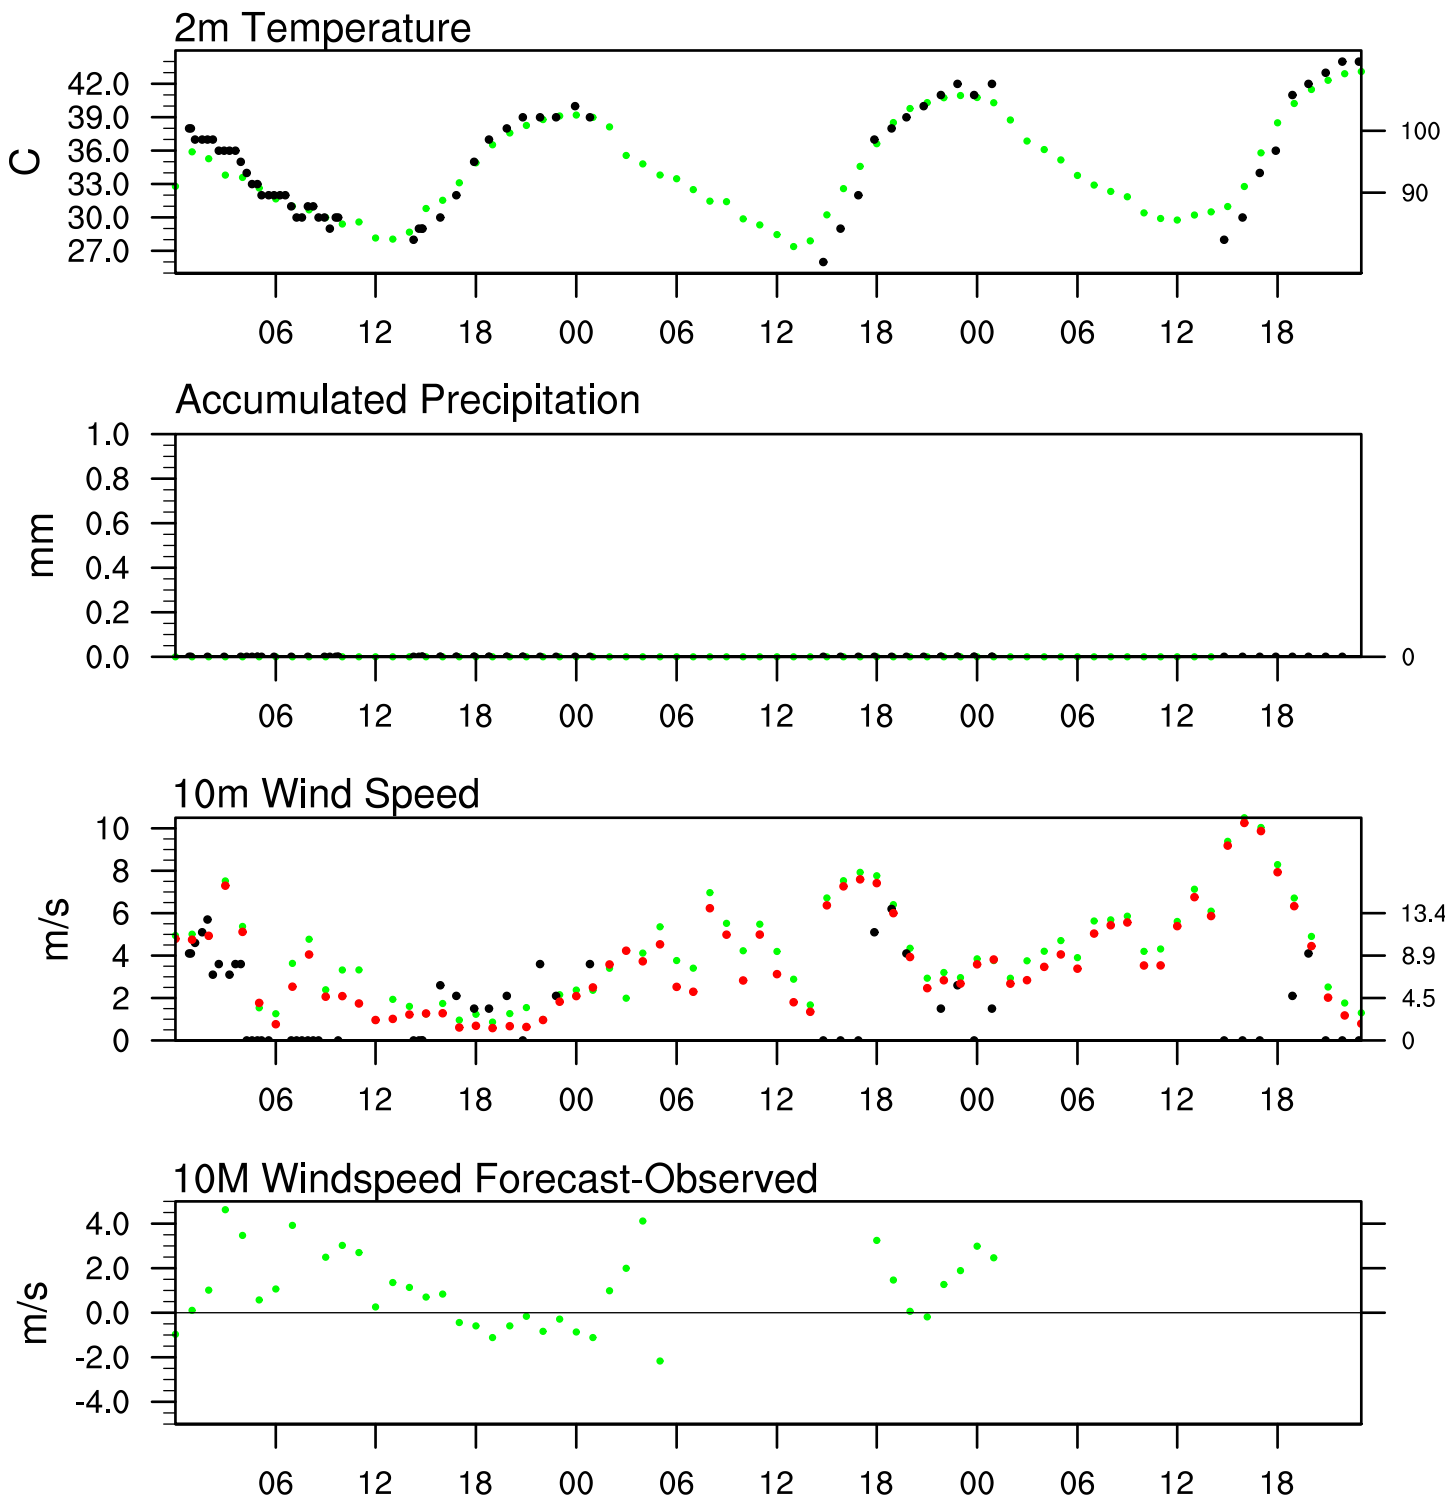 2m Temperature
C
42.0
39.0
36.0
33.0
30.0
27.0
100
90
06 12 18 00 06 12 18 00 06 12 18
Accumulated Precipitation
mm
1.0
0.8
0.6
0.4
0.2
0.0
0
06 12 18 00 06 12 18 00 06 12 18
10m Wind Speed
m/s
10
8
6
4
2
0
13.4
8.9
4.5
0
06 12 18 00 06 12 18 00 06 12 18
10M Windspeed Forecast-Observed
m/s
4.0
2.0
0.0
-2.0
-4.0
06 12 18 00 06 12 18 00 06 12 18